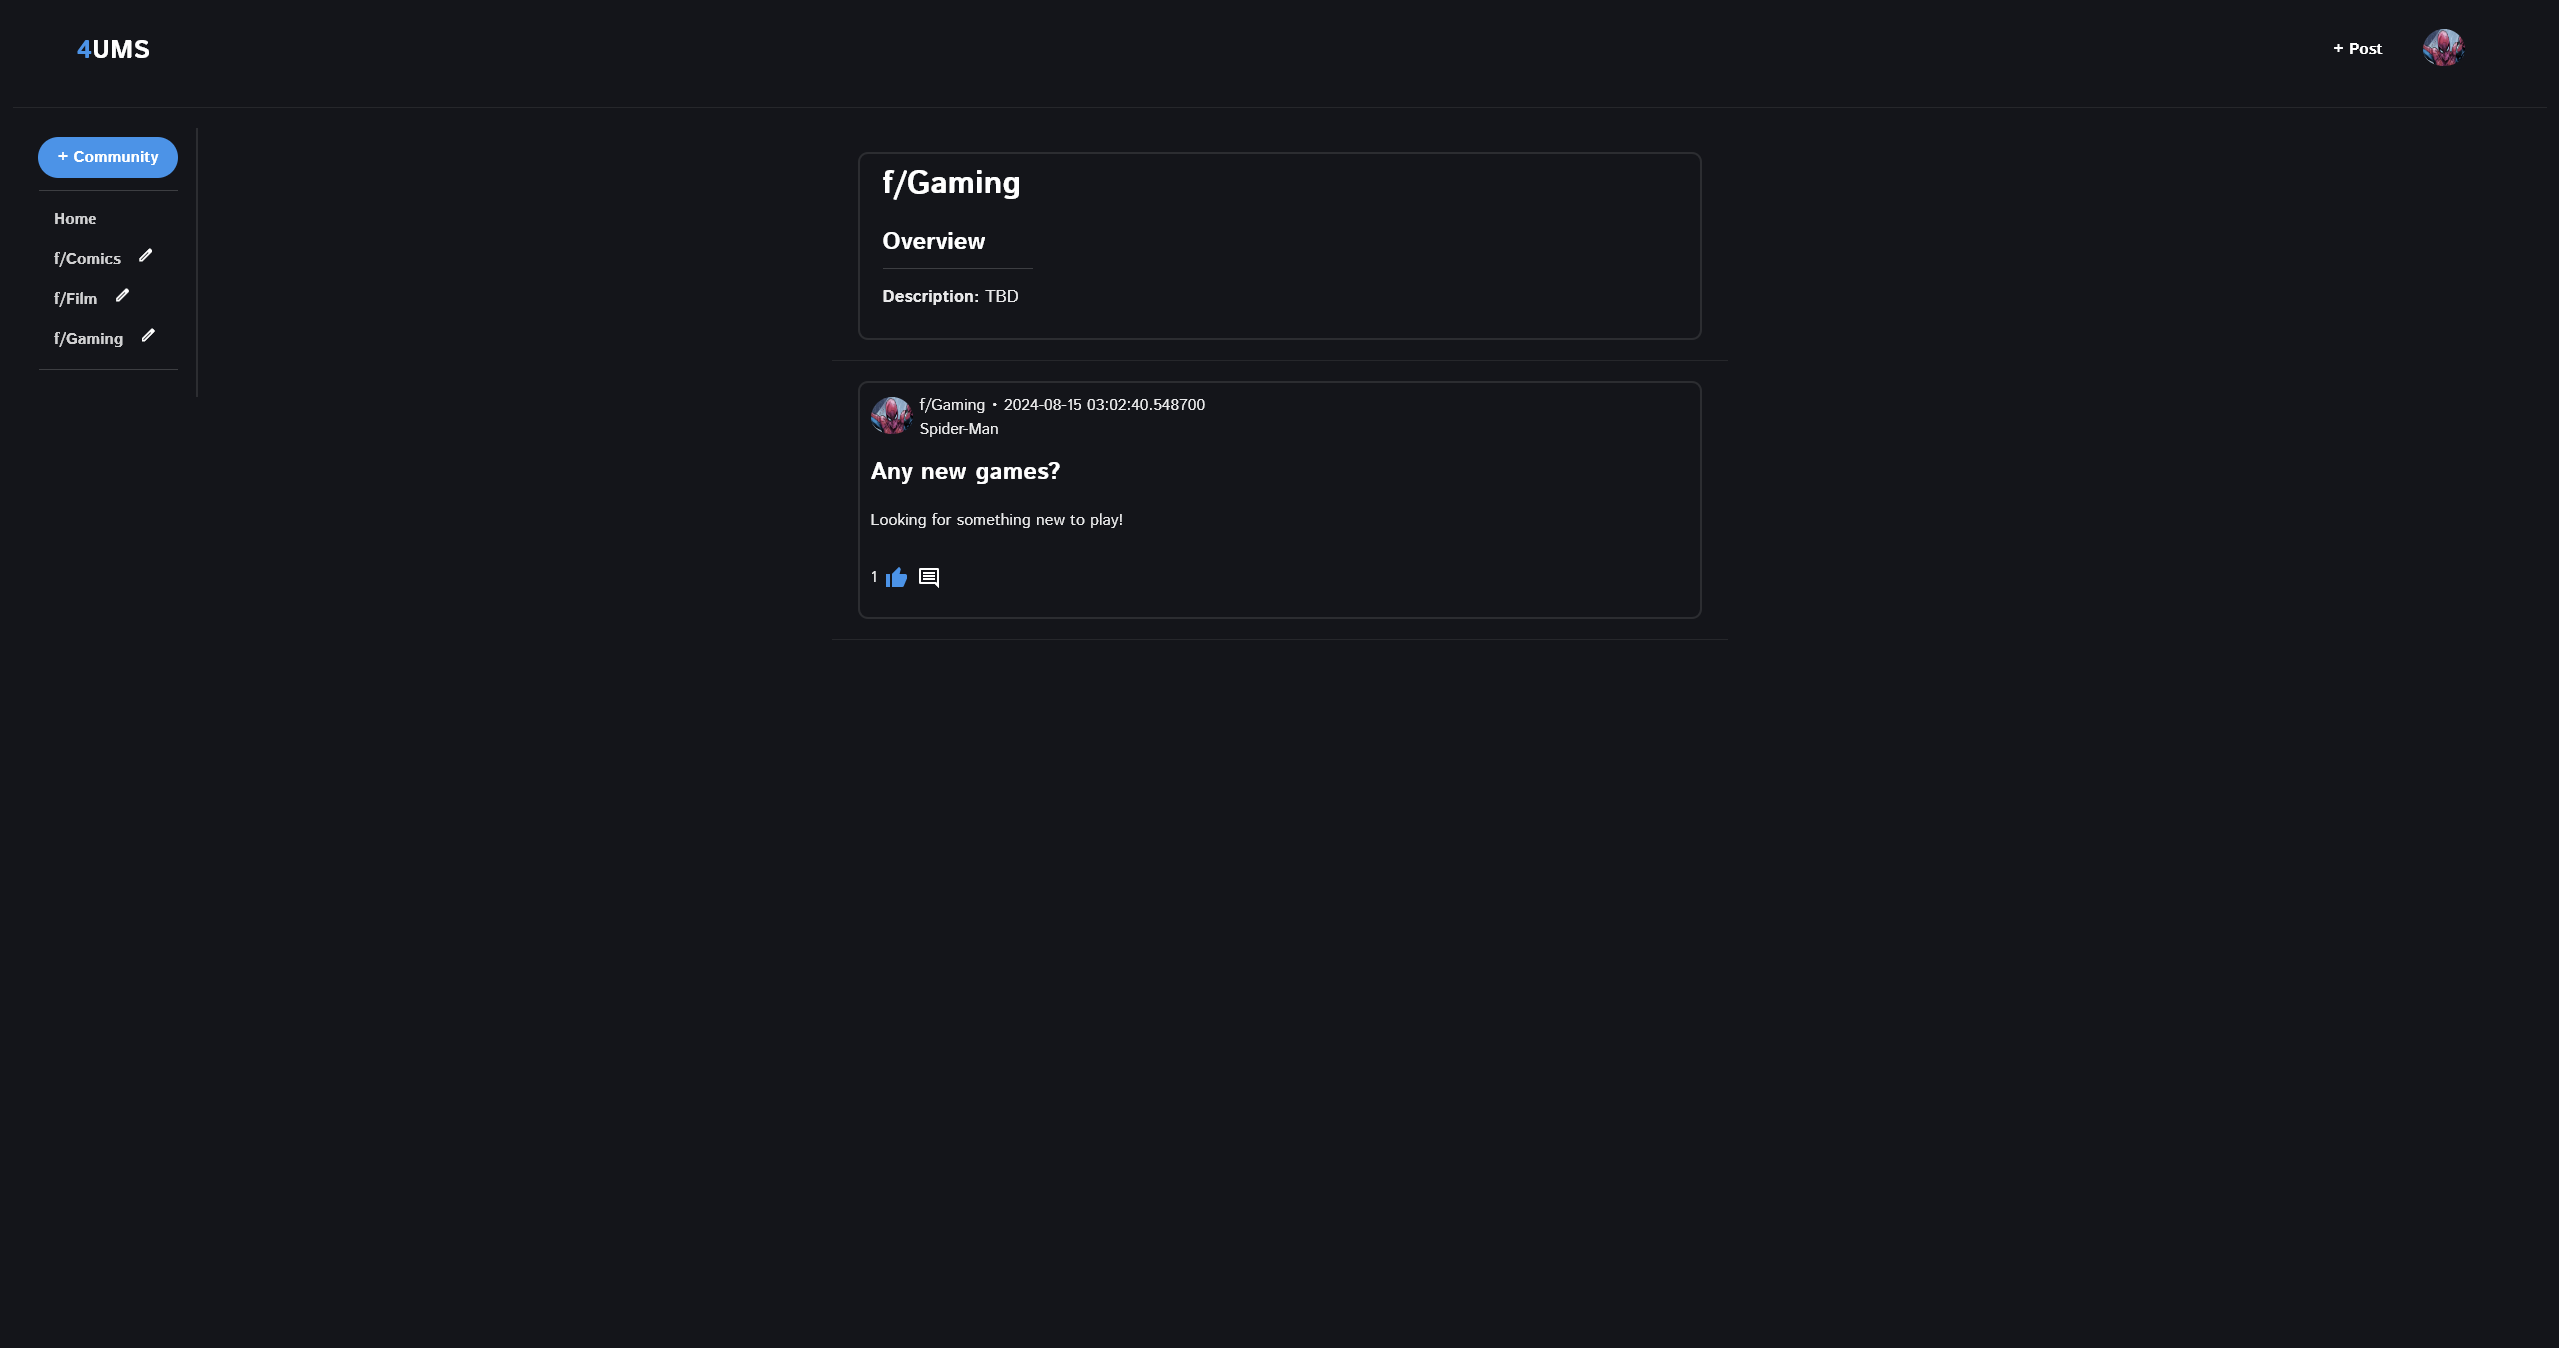 4UMS
+ Post
+ Community
Home
f/Comics
f/Film
f/Gaming
f/Gaming
Overview
Description: TBD
f/Gaming • 2024-08-15 03:02:40.548700
Spider-Man
Any new games?
Looking for something new to play!
1